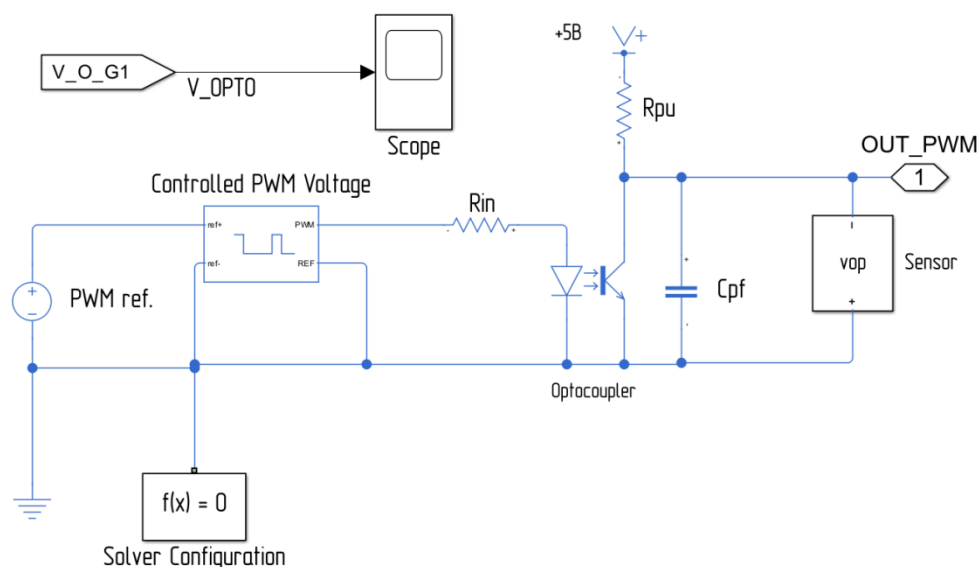 +5B
V_O_G1
V_OPTO
Scope
Rpu
OUT_PWM
1
Controlled PWM Voltage
ref+
PWM
ref-
REF
Rin
PWM ref.
vop
Sensor
Cpf
Optocoupler
f(x) = 0
Solver Configuration